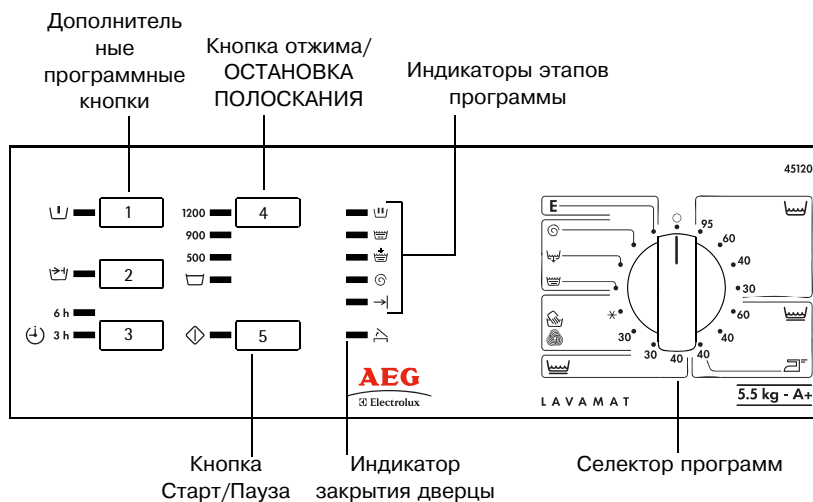 Дополнитель
ные
программные
кнопки
Кнопка отжима/
ОСТАНОВКА
ПОЛОСКАНИЯ
Индикаторы этапов
программы
45120
1
1200
4
900
500
2
6 h
3 h
3
5
E
95
60
40
30
60
40
40
40
30
30
AEG
Electrolux
LAVAMAT
5.5 kg - A+
Кнопка
Старт/Пауза
Индикатор
закрытия дверцы
Селектор программ